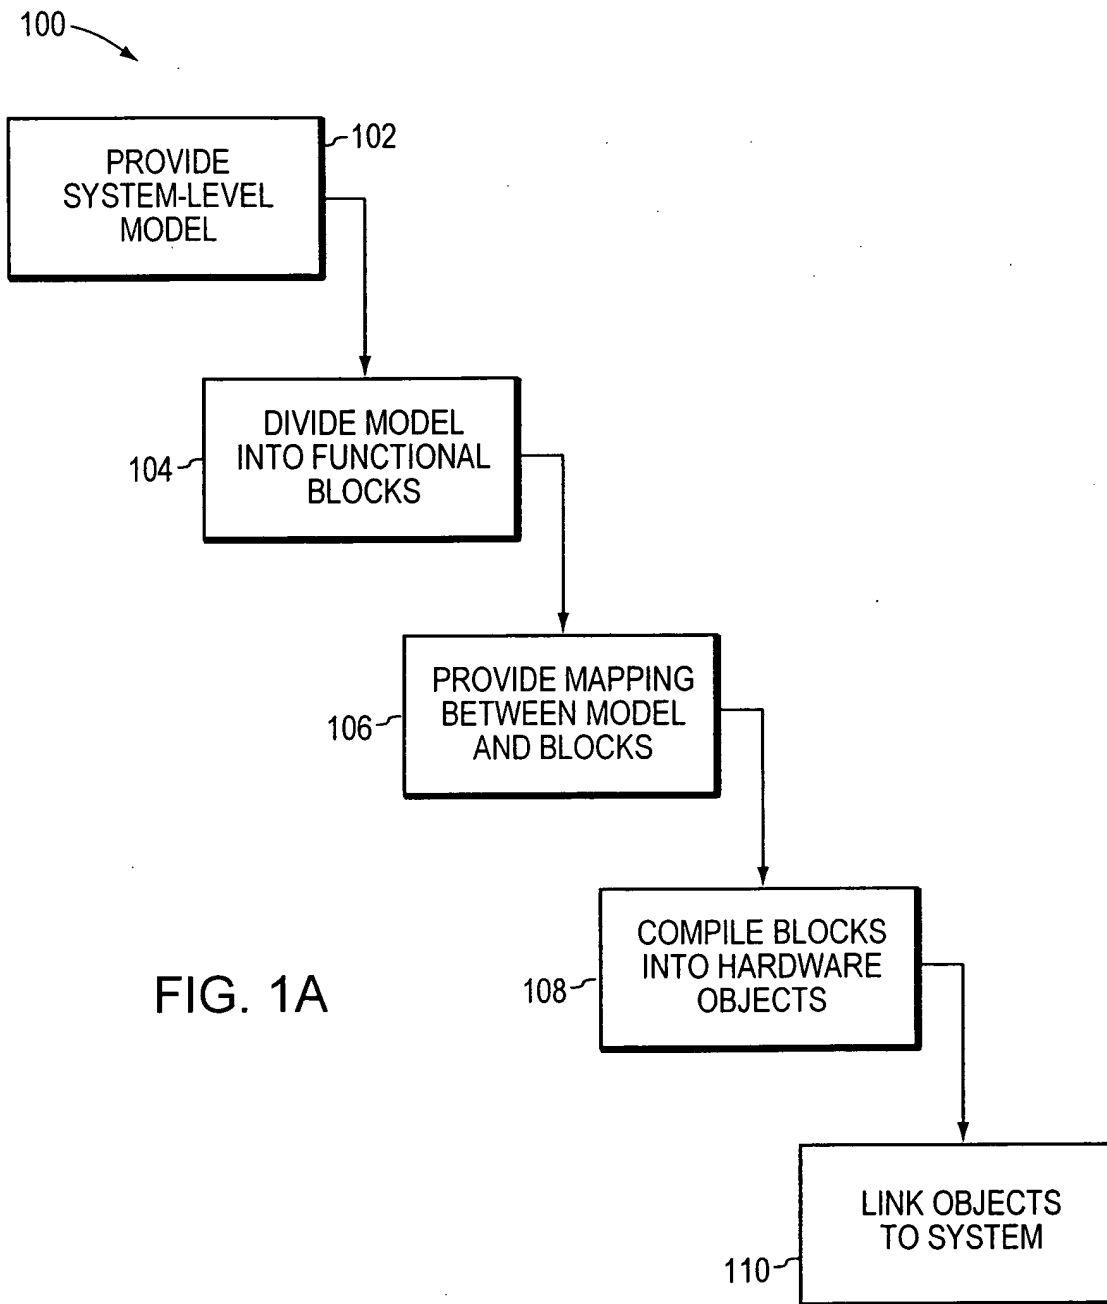 100
102
PROVIDE
SYSTEM-LEVEL
MODEL
104
DIVIDE MODEL
INTO FUNCTIONAL
BLOCKS
106
PROVIDE MAPPING
BETWEEN MODEL
AND BLOCKS
108
COMPILE BLOCKS
INTO HARDWARE
OBJECTS
FIG. 1A
110
LINK OBJECTS
TO SYSTEM